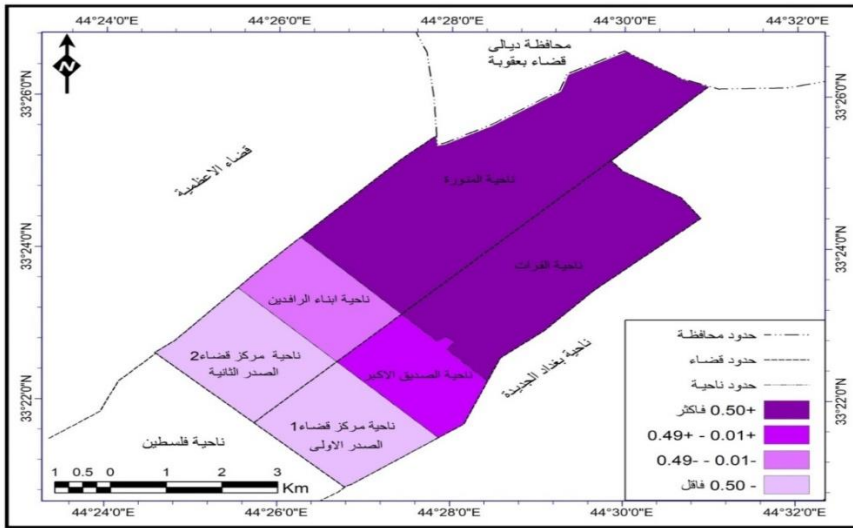 44°24'0"E 44°26'0"E 44°28'0"E 44°30'0"E 44°32'0"E
N
محافظة ديالى
قضاء بعقوبة
33°26'0"N
33°26'0"N
قضاء الاعظمية
ناحية المنورة
33°24'0"N
33°24'0"N
ناحية الفرات
ناحية ابناء الرافدين
ناحية مركز قضاء2
الصدر الثانية
ناحية الصديق الاكبر
ناحية بغداد الجديدة
33°22'0"N
33°22'0"N
ناحية مركز قضاء1
الصدر الاولى
ناحية فلسطين
حدود محافظة
حدود قضاء
حدود ناحية
+0.50 فاكثر
+0.01 - +0.49
-0.01 - -0.49
- 0.50 فاقل
1 0.5 0 1 2 3
Km
44°24'0"E 44°26'0"E 44°28'0"E 44°30'0"E 44°32'0"E